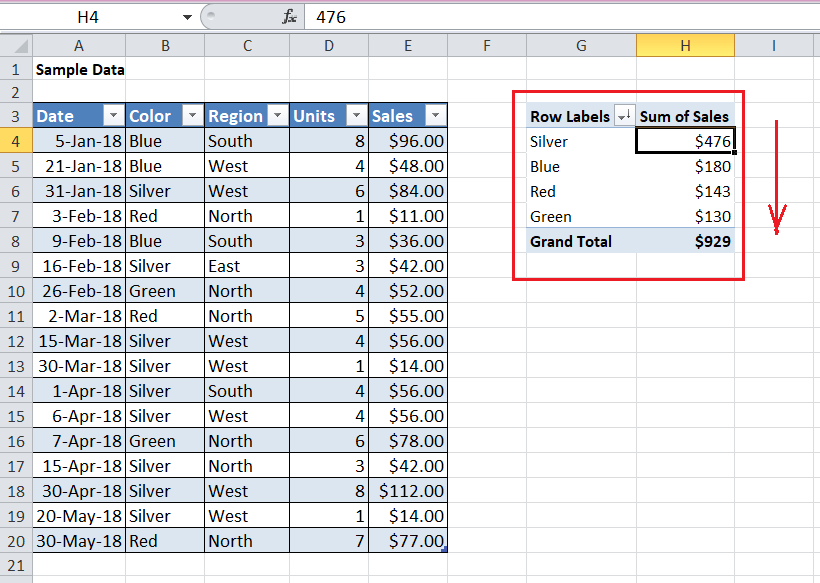 H4 fx 476
A B C D E F G H I
1 Sample Data
2
3 Date Color Region Units Sales Row Labels Sum of Sales
4 5-Jan-18 Blue South 8 $96.00 Silver $476
5 21-Jan-18 Blue West 4 $48.00 Blue $180
6 31-Jan-18 Silver West 6 $84.00 Red $143
7 3-Feb-18 Red North 1 $11.00 Green $130
8 9-Feb-18 Blue South 3 $36.00 Grand Total $929
9 16-Feb-18 Silver East 3 $42.00
10 26-Feb-18 Green North 4 $52.00
11 2-Mar-18 Red North 5 $55.00
12 15-Mar-18 Silver West 4 $56.00
13 30-Mar-18 Silver West 1 $14.00
14 1-Apr-18 Silver South 4 $56.00
15 6-Apr-18 Silver West 4 $56.00
16 7-Apr-18 Green North 6 $78.00
17 15-Apr-18 Silver North 3 $42.00
18 30-Apr-18 Silver West 8 $112.00
19 20-May-18 Silver West 1 $14.00
20 30-May-18 Red North 7 $77.00
21